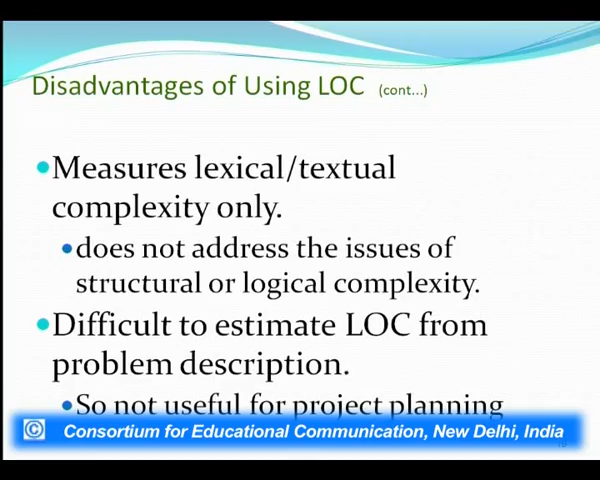 Disadvantages of Using LOC (cont...)
•Measures lexical/textual
complexity only.
•does not address the issues of
structural or logical complexity.
•Difficult to estimate LOC from
problem description.
•So not useful for project planning
© Consortium for Educational Communication, New Delhi, India